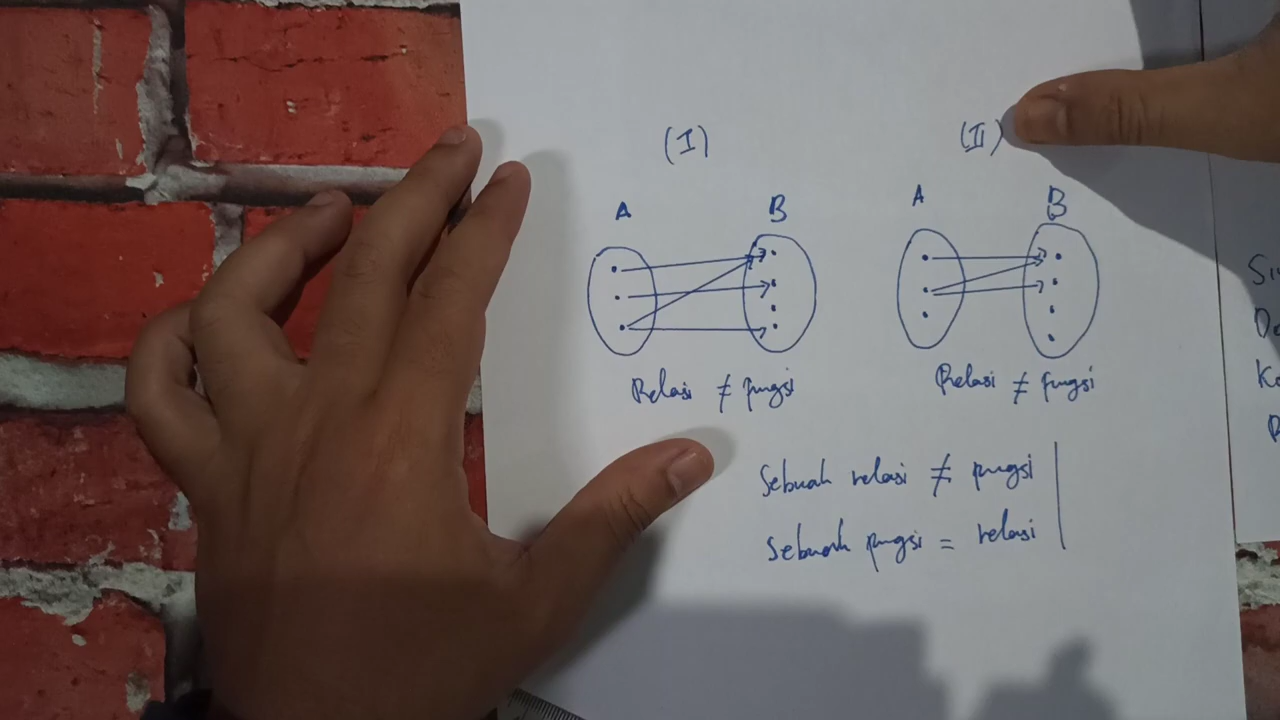 (I) (II)
A B A B
Relasi ≠ fungsi Relasi ≠ fungsi
Sebuah relasi ≠ fungsi
Sebuah fungsi = relasi